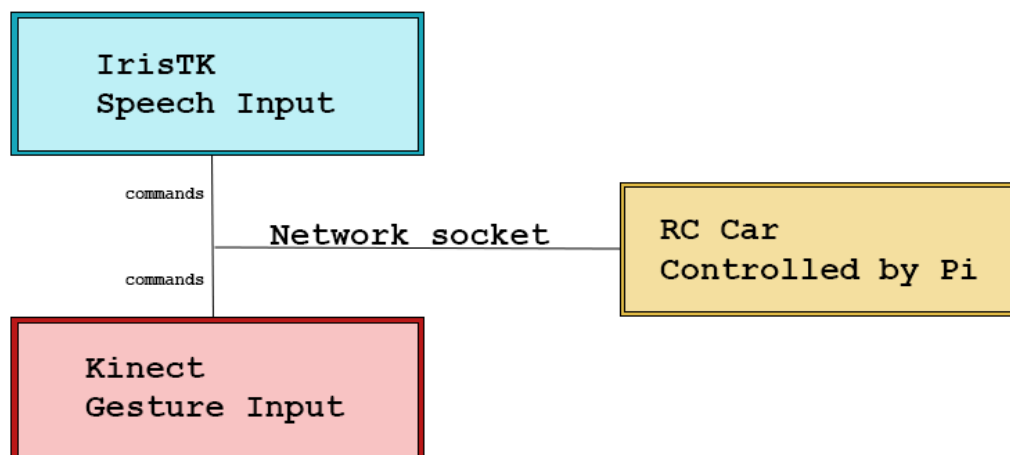 IrisTK
Speech Input
commands
Network socket
RC Car
Controlled by Pi
commands
Kinect
Gesture Input